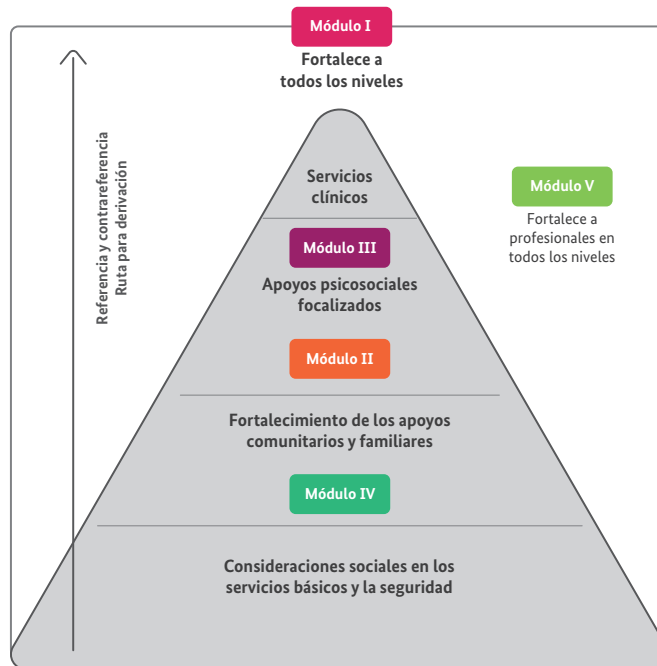 Módulo I
Fortalece a
todos los niveles
Referencia y contrareferencia
Ruta para derivación
Servicios
clínicos
Módulo V
Fortalece a
profesionales en
todos los niveles
Módulo III
Apoyos psicosociales
focalizados
Módulo II
Fortalecimiento de los apoyos
comunitarios y familiares
Módulo IV
Consideraciones sociales en los
servicios básicos y la seguridad